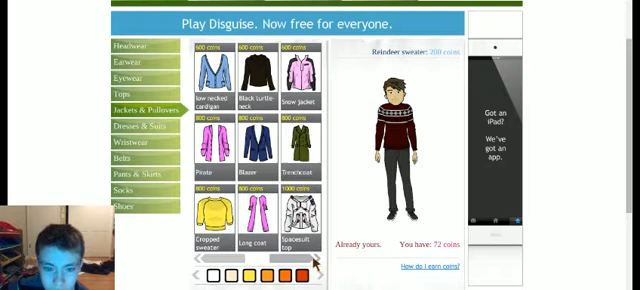 Play Disguise. Now free for everyone.
Headwear
Earwear
Eyewear
Tops
Jackets & Pullovers
Dresses & Suits
Wristwear
Belts
Pants & Skirts
Socks
Shoes
600 coins
600 coins
600 coins
low necked cardigan
Black turtle-neck
Snow jacket
800 coins
800 coins
800 coins
Pirate
Blazer
Trenchcoat
800 coins
800 coins
1000 coins
Cropped sweater
Long coat
Spacesuit top
Reindeer sweater: 200 coins
Already yours.
You have: 72 coins
How do I earn coins?
Got an
iPad?
We've
got an
app.